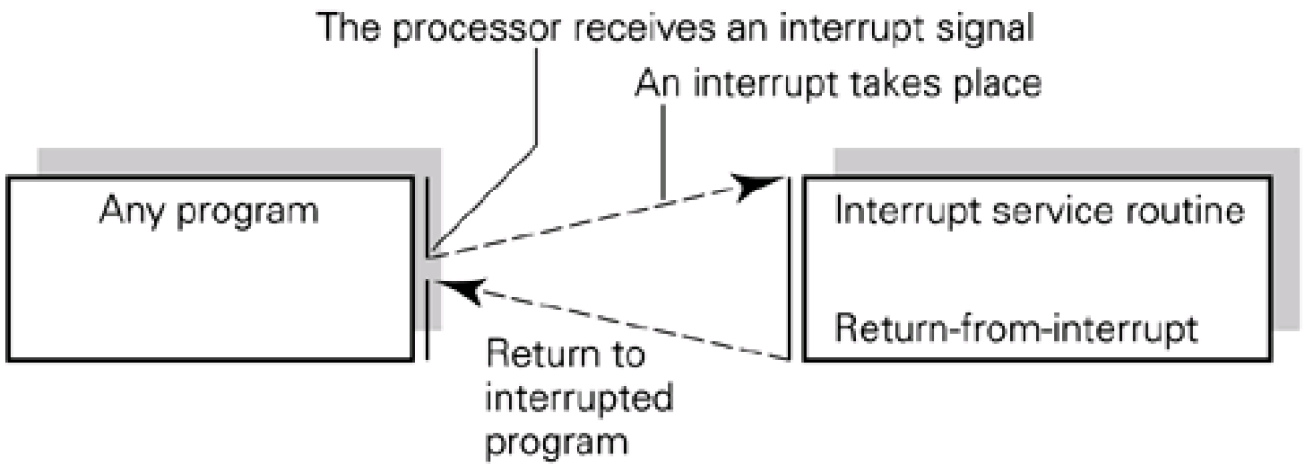 The processor receives an interrupt signal
An interrupt takes place
Any program
Interrupt service routine
Return-from-interrupt
Return to
interrupted
program